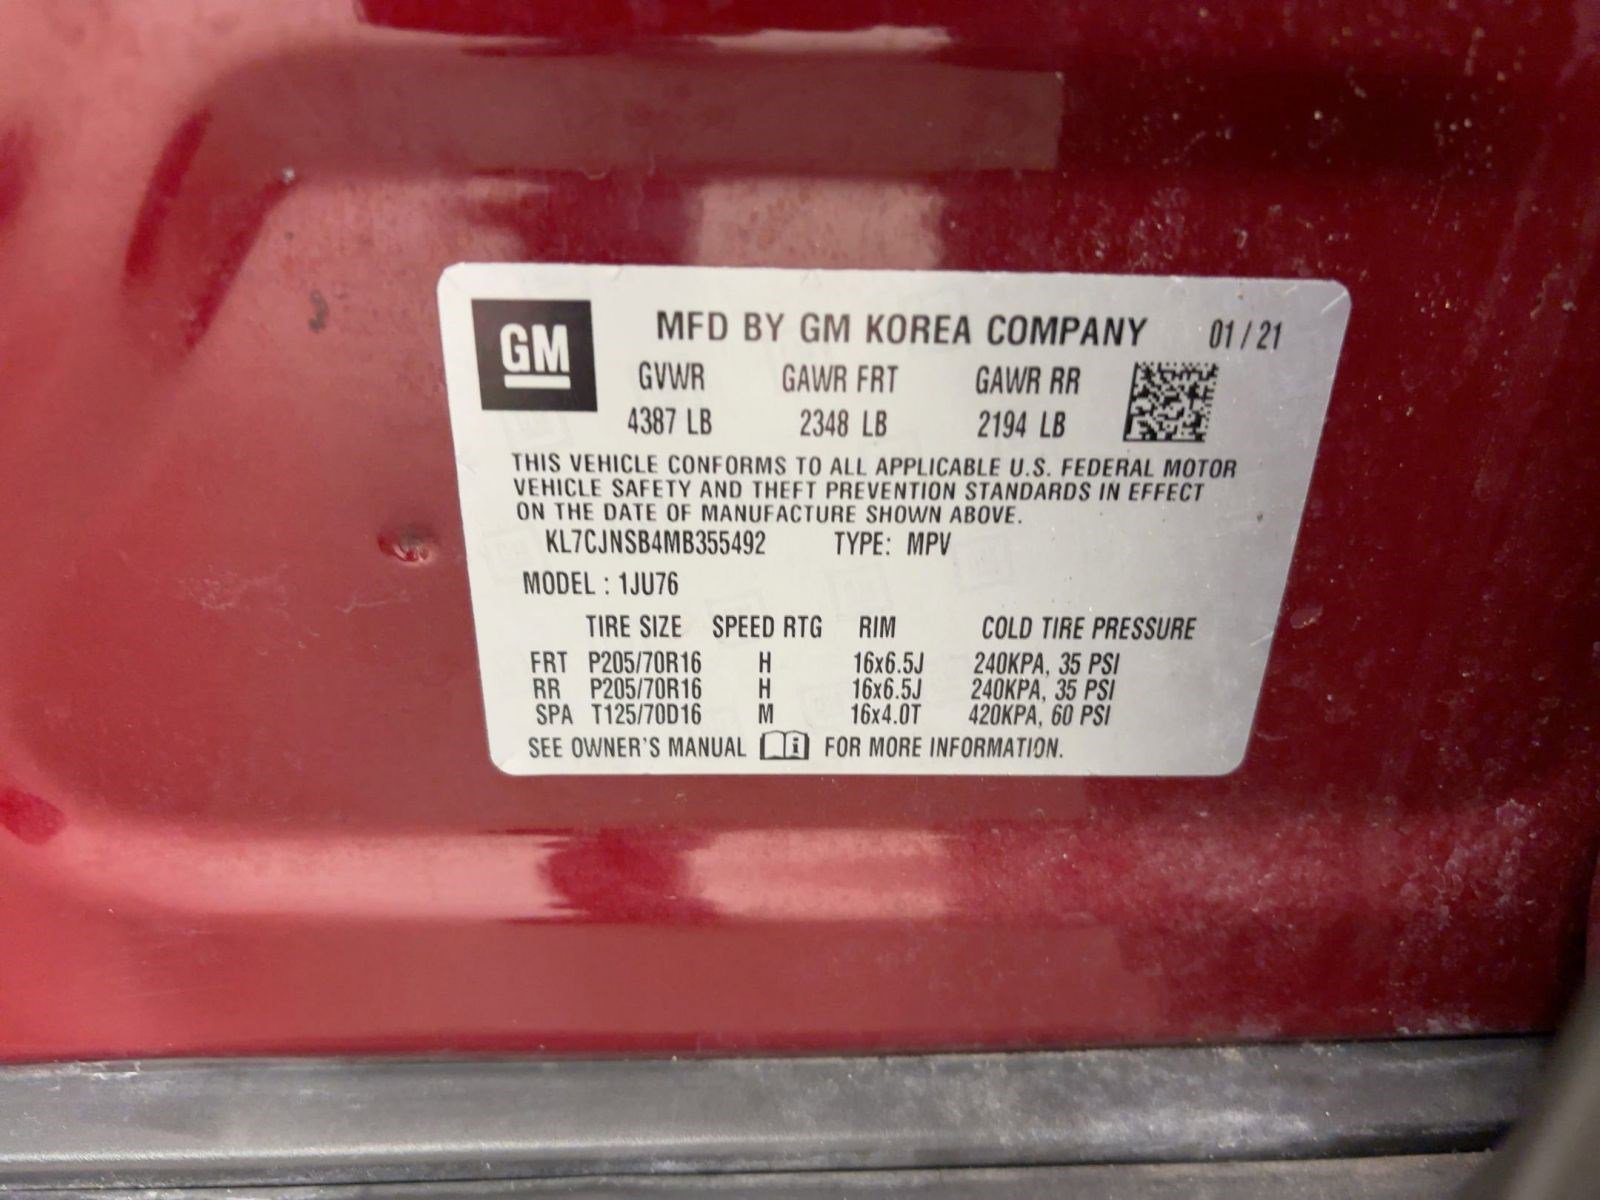 GM
MFD BY GM KOREA COMPANY 01/21
GVWR GAWR FRT GAWR RR
4387 LB 2348 LB 2194 LB
THIS VEHICLE CONFORMS TO ALL APPLICABLE U.S. FEDERAL MOTOR
VEHICLE SAFETY AND THEFT PREVENTION STANDARDS IN EFFECT
ON THE DATE OF MANUFACTURE SHOWN ABOVE.
KL7CJNSB4MB355492 TYPE: MPV
MODEL : 1JU76
TIRE SIZE SPEED RTG RIM COLD TIRE PRESSURE
FRT P205/70R16 H 16x6.5J 240KPA, 35 PSI
RR P205/70R16 H 16x6.5J 240KPA, 35 PSI
SPA T125/70D16 M 16x4.0T 420KPA, 60 PSI
SEE OWNER'S MANUAL i FOR MORE INFORMATION.